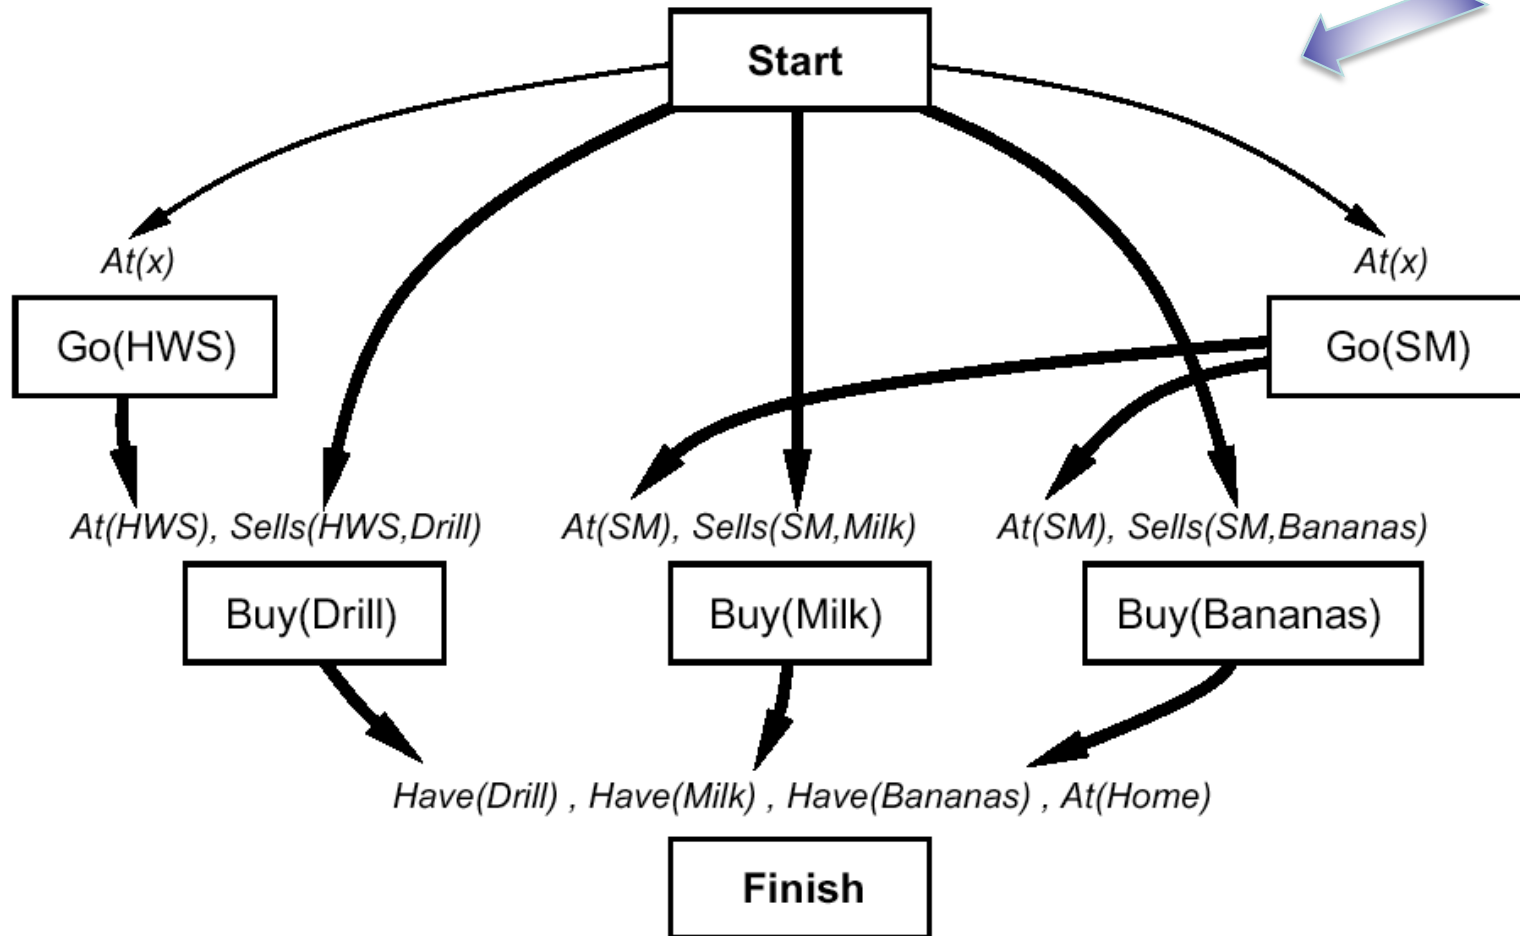 Start
At(x)
At(x)
Go(HWS)
Go(SM)
At(HWS), Sells(HWS,Drill)
At(SM), Sells(SM,Milk)
At(SM), Sells(SM,Bananas)
Buy(Drill)
Buy(Milk)
Buy(Bananas)
Have(Drill) , Have(Milk) , Have(Bananas) , At(Home)
Finish